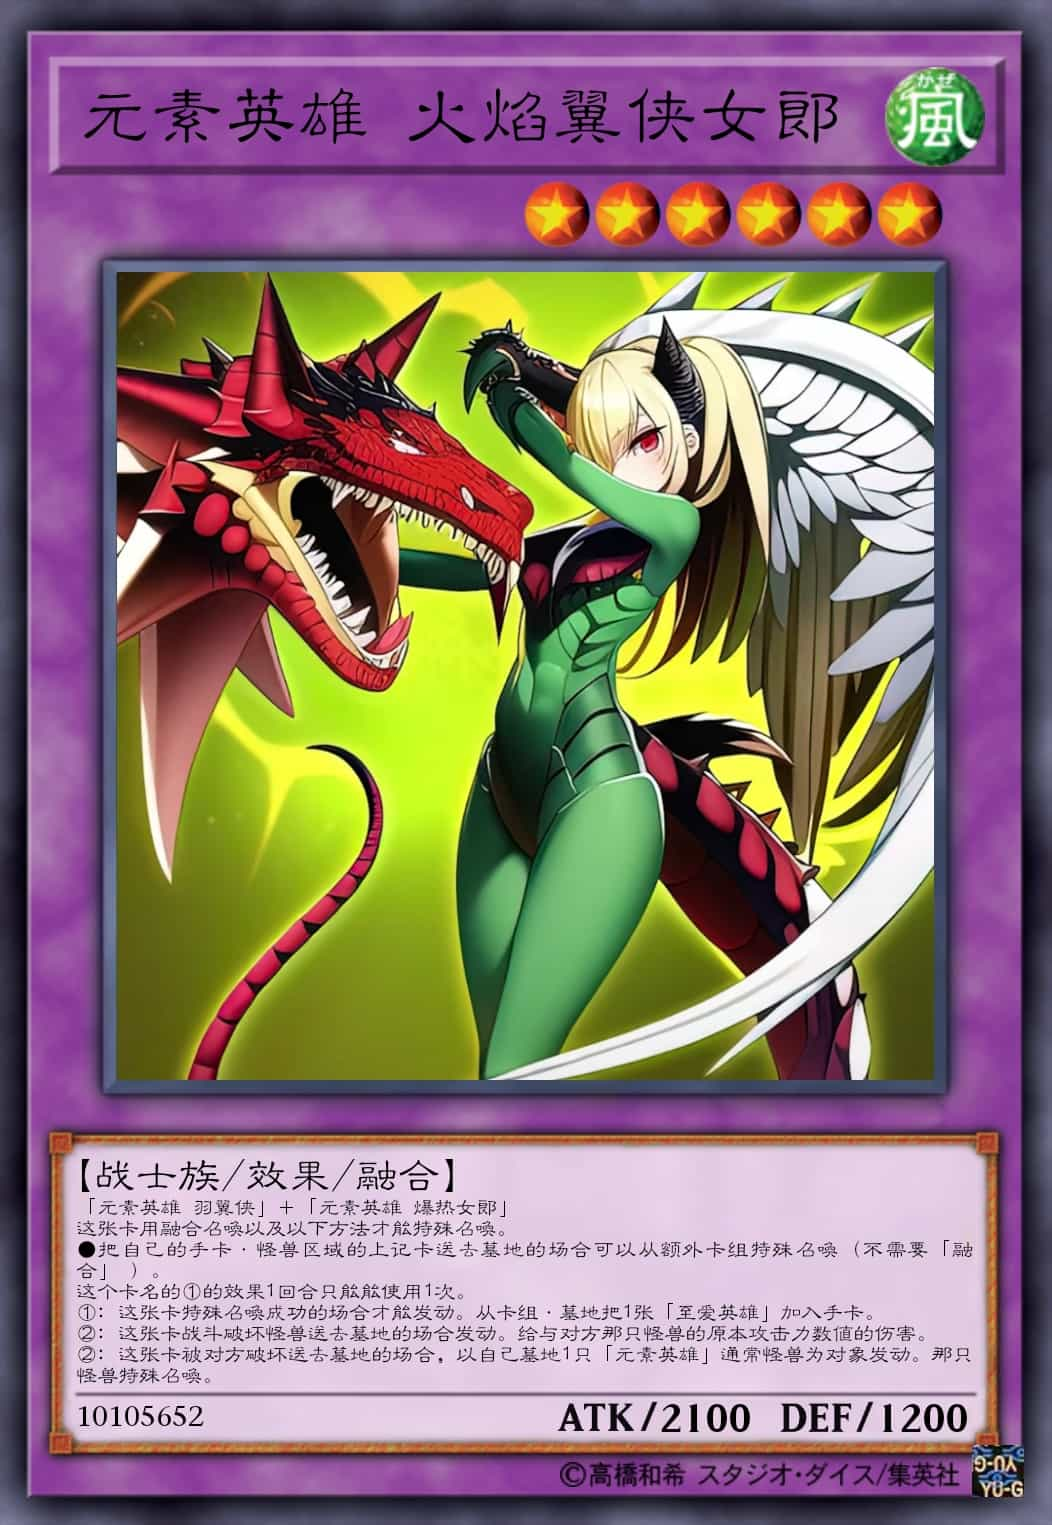 元素英雄 火焰翼侠女郎
かぜ
風
【战士族/效果/融合】
「元素英雄 羽翼侠」＋「元素英雄 爆热女郎」
这张卡用融合召唤以及以下方法才能特殊召唤。
●把自己的手卡·怪兽区域的上记卡送去墓地的场合可以从额外卡组特殊召唤（不需要「融
合」）。
这个卡名的①的效果1回合只能能使用1次。
①：这张卡特殊召唤成功的场合才能发动。从卡组·墓地把1张「至爱英雄」加入手卡。
②：这张卡战斗破坏怪兽送去墓地的场合发动。给与对方那只怪兽的原本攻击力数值的伤害。
②：这张卡被对方破坏送去墓地的场合，以自己墓地1只「元素英雄」通常怪兽为对象发动。那只
怪兽特殊召唤。
10105652
ATK/2100 DEF/1200
©高橋和希 スタジオ・ダイス/集英社